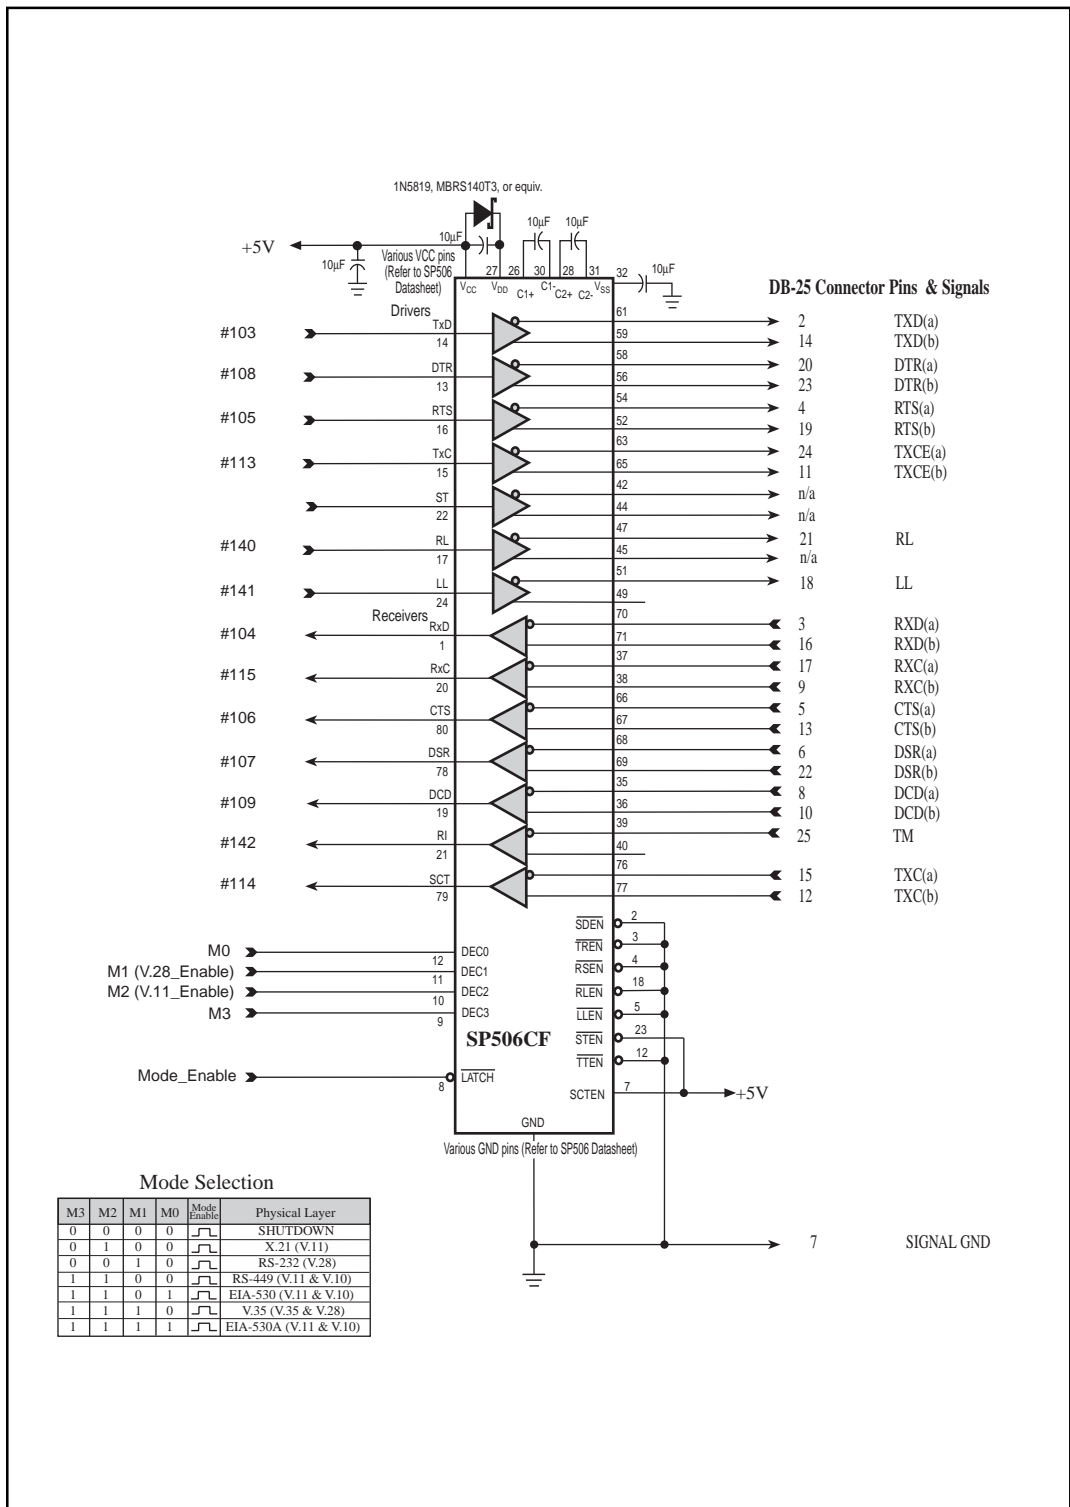 1N5819, MBRS140T3, or equiv.
10µF 10µF
+5V 10µF
10µF Various VCC pins
(Refer to SP506
Datasheet)
27 26 30 28 31 32 10µF
VCC VDD C1+ C1- C2+ C2- VSS
DB-25 Connector Pins & Signals
Drivers
#103 TxD 14 61 2 TXD(a)
59 14 TXD(b)
#108 DTR 13 58 20 DTR(a)
56 23 DTR(b)
#105 RTS 16 54 4 RTS(a)
52 19 RTS(b)
#113 TxC 15 63 24 TXCE(a)
65 11 TXCE(b)
ST 22 42 n/a
44 n/a
#140 RL 17 47 21 RL
45 n/a
#141 LL 24 51 18 LL
49
Receivers
#104 RxD 1 70 3 RXD(a)
71 16 RXD(b)
#115 RxC 20 37 17 RXC(a)
38 9 RXC(b)
#106 CTS 80 66 5 CTS(a)
67 13 CTS(b)
#107 DSR 78 68 6 DSR(a)
69 22 DSR(b)
#109 DCD 19 35 8 DCD(a)
36 10 DCD(b)
#142 RI 21 39 25 TM
40
#114 SCT 79 76 15 TXC(a)
77 12 TXC(b)
SDEN 2
TREN 3
RSEN 4
RLEN 18
LLEN 5
STEN 23
TTEN 12
SCTEN 7 +5V
M0 12 DEC0
M1 (V.28_Enable) 11 DEC1
M2 (V.11_Enable) 10 DEC2
M3 9 DEC3
SP506CF
Mode_Enable 8 LATCH
GND
Various GND pins (Refer to SP506 Datasheet)
7 SIGNAL GND
Mode Selection
M3 M2 M1 M0 Mode Enable Physical Layer
0 0 0 0 SHUTDOWN
0 1 0 0 X.21 (V.11)
0 0 1 0 RS-232 (V.28)
1 1 0 0 RS-449 (V.11 & V.10)
1 1 0 1 EIA-530 (V.11 & V.10)
1 1 1 0 V.35 (V.35 & V.28)
1 1 1 1 EIA-530A (V.11 & V.10)